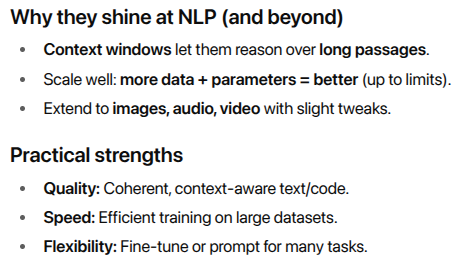 Why they shine at NLP (and beyond)
• Context windows let them reason over long passages.
• Scale well: more data + parameters = better (up to limits).
• Extend to images, audio, video with slight tweaks.
Practical strengths
• Quality: Coherent, context-aware text/code.
• Speed: Efficient training on large datasets.
• Flexibility: Fine-tune or prompt for many tasks.